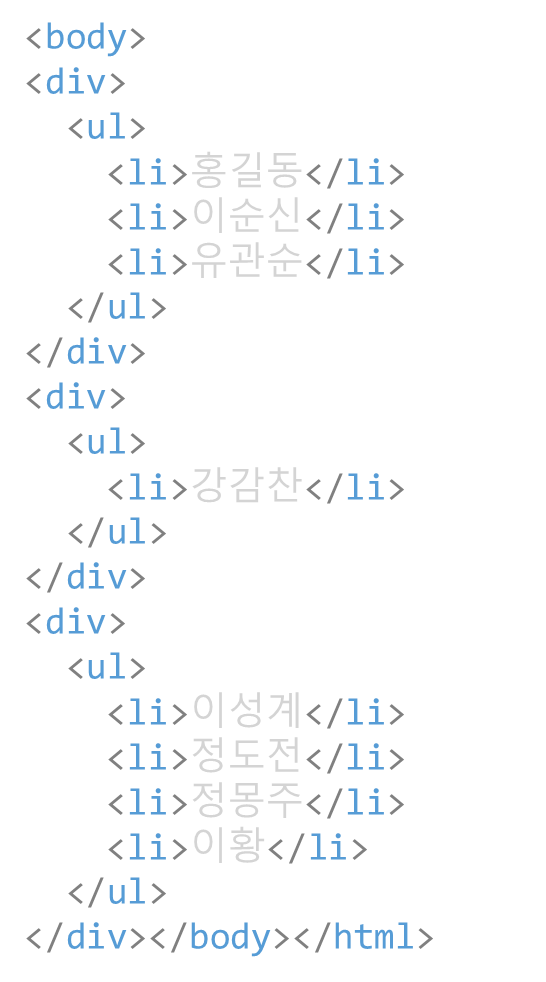 <body>
<div>
  <ul>
    <li>홍길동</li>
    <li>이순신</li>
    <li>유관순</li>
  </ul>
</div>
<div>
  <ul>
    <li>강감찬</li>
  </ul>
</div>
<div>
  <ul>
    <li>이성계</li>
    <li>정도전</li>
    <li>정몽주</li>
    <li>이황</li>
  </ul>
</div></body></html>